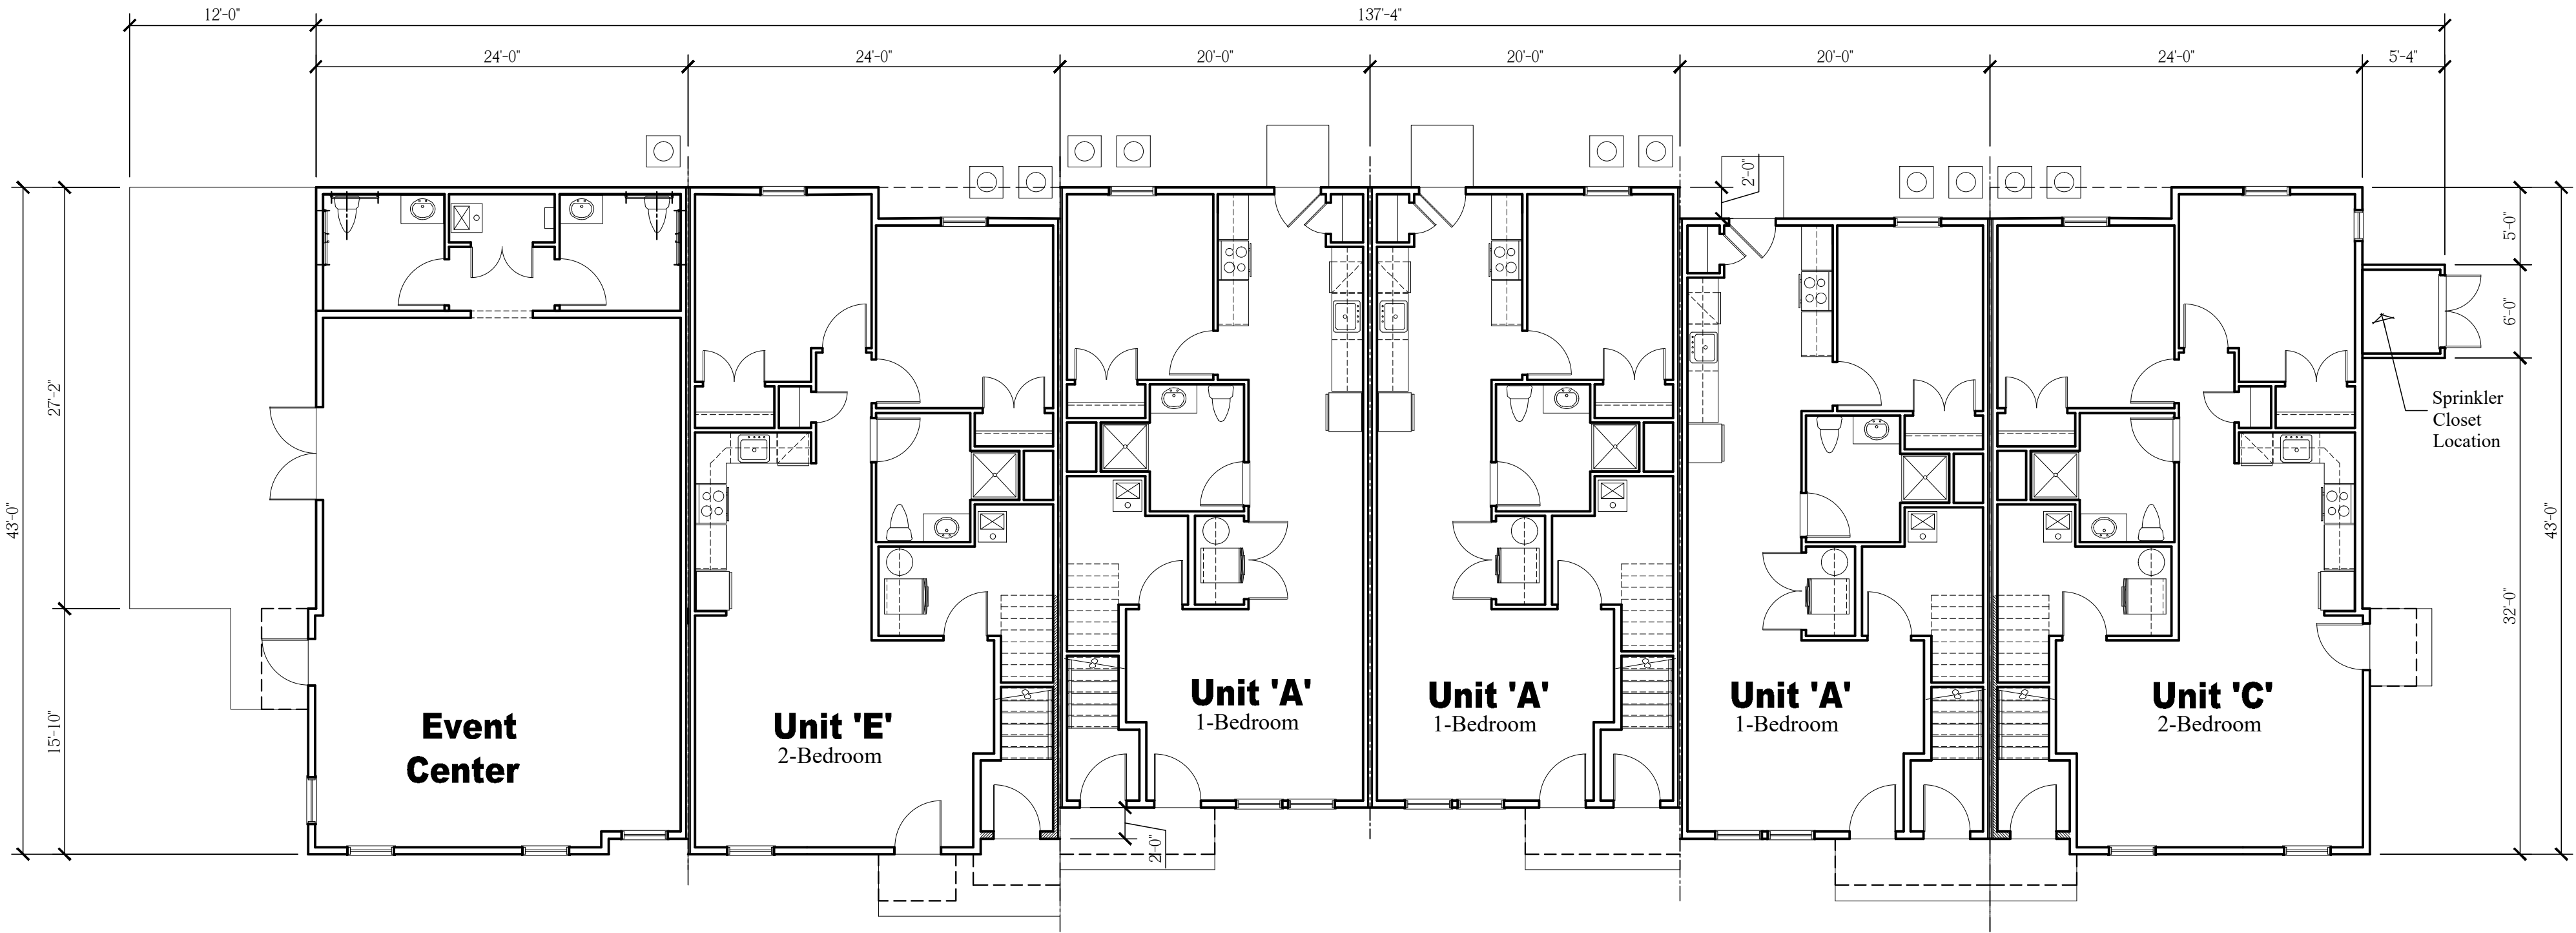 12'-0"
137'-4"
24'-0"
24'-0"
20'-0"
20'-0"
20'-0"
24'-0"
5'-4"
2'-0"
5'-0"
6'-0"
27'-2"
43'-0"
15'-10"
32'-0"
43'-0"
Sprinkler
Closet
Location
Event
Center
Unit 'E'
2-Bedroom
Unit 'A'
1-Bedroom
Unit 'A'
1-Bedroom
Unit 'A'
1-Bedroom
Unit 'C'
2-Bedroom
2'-0"